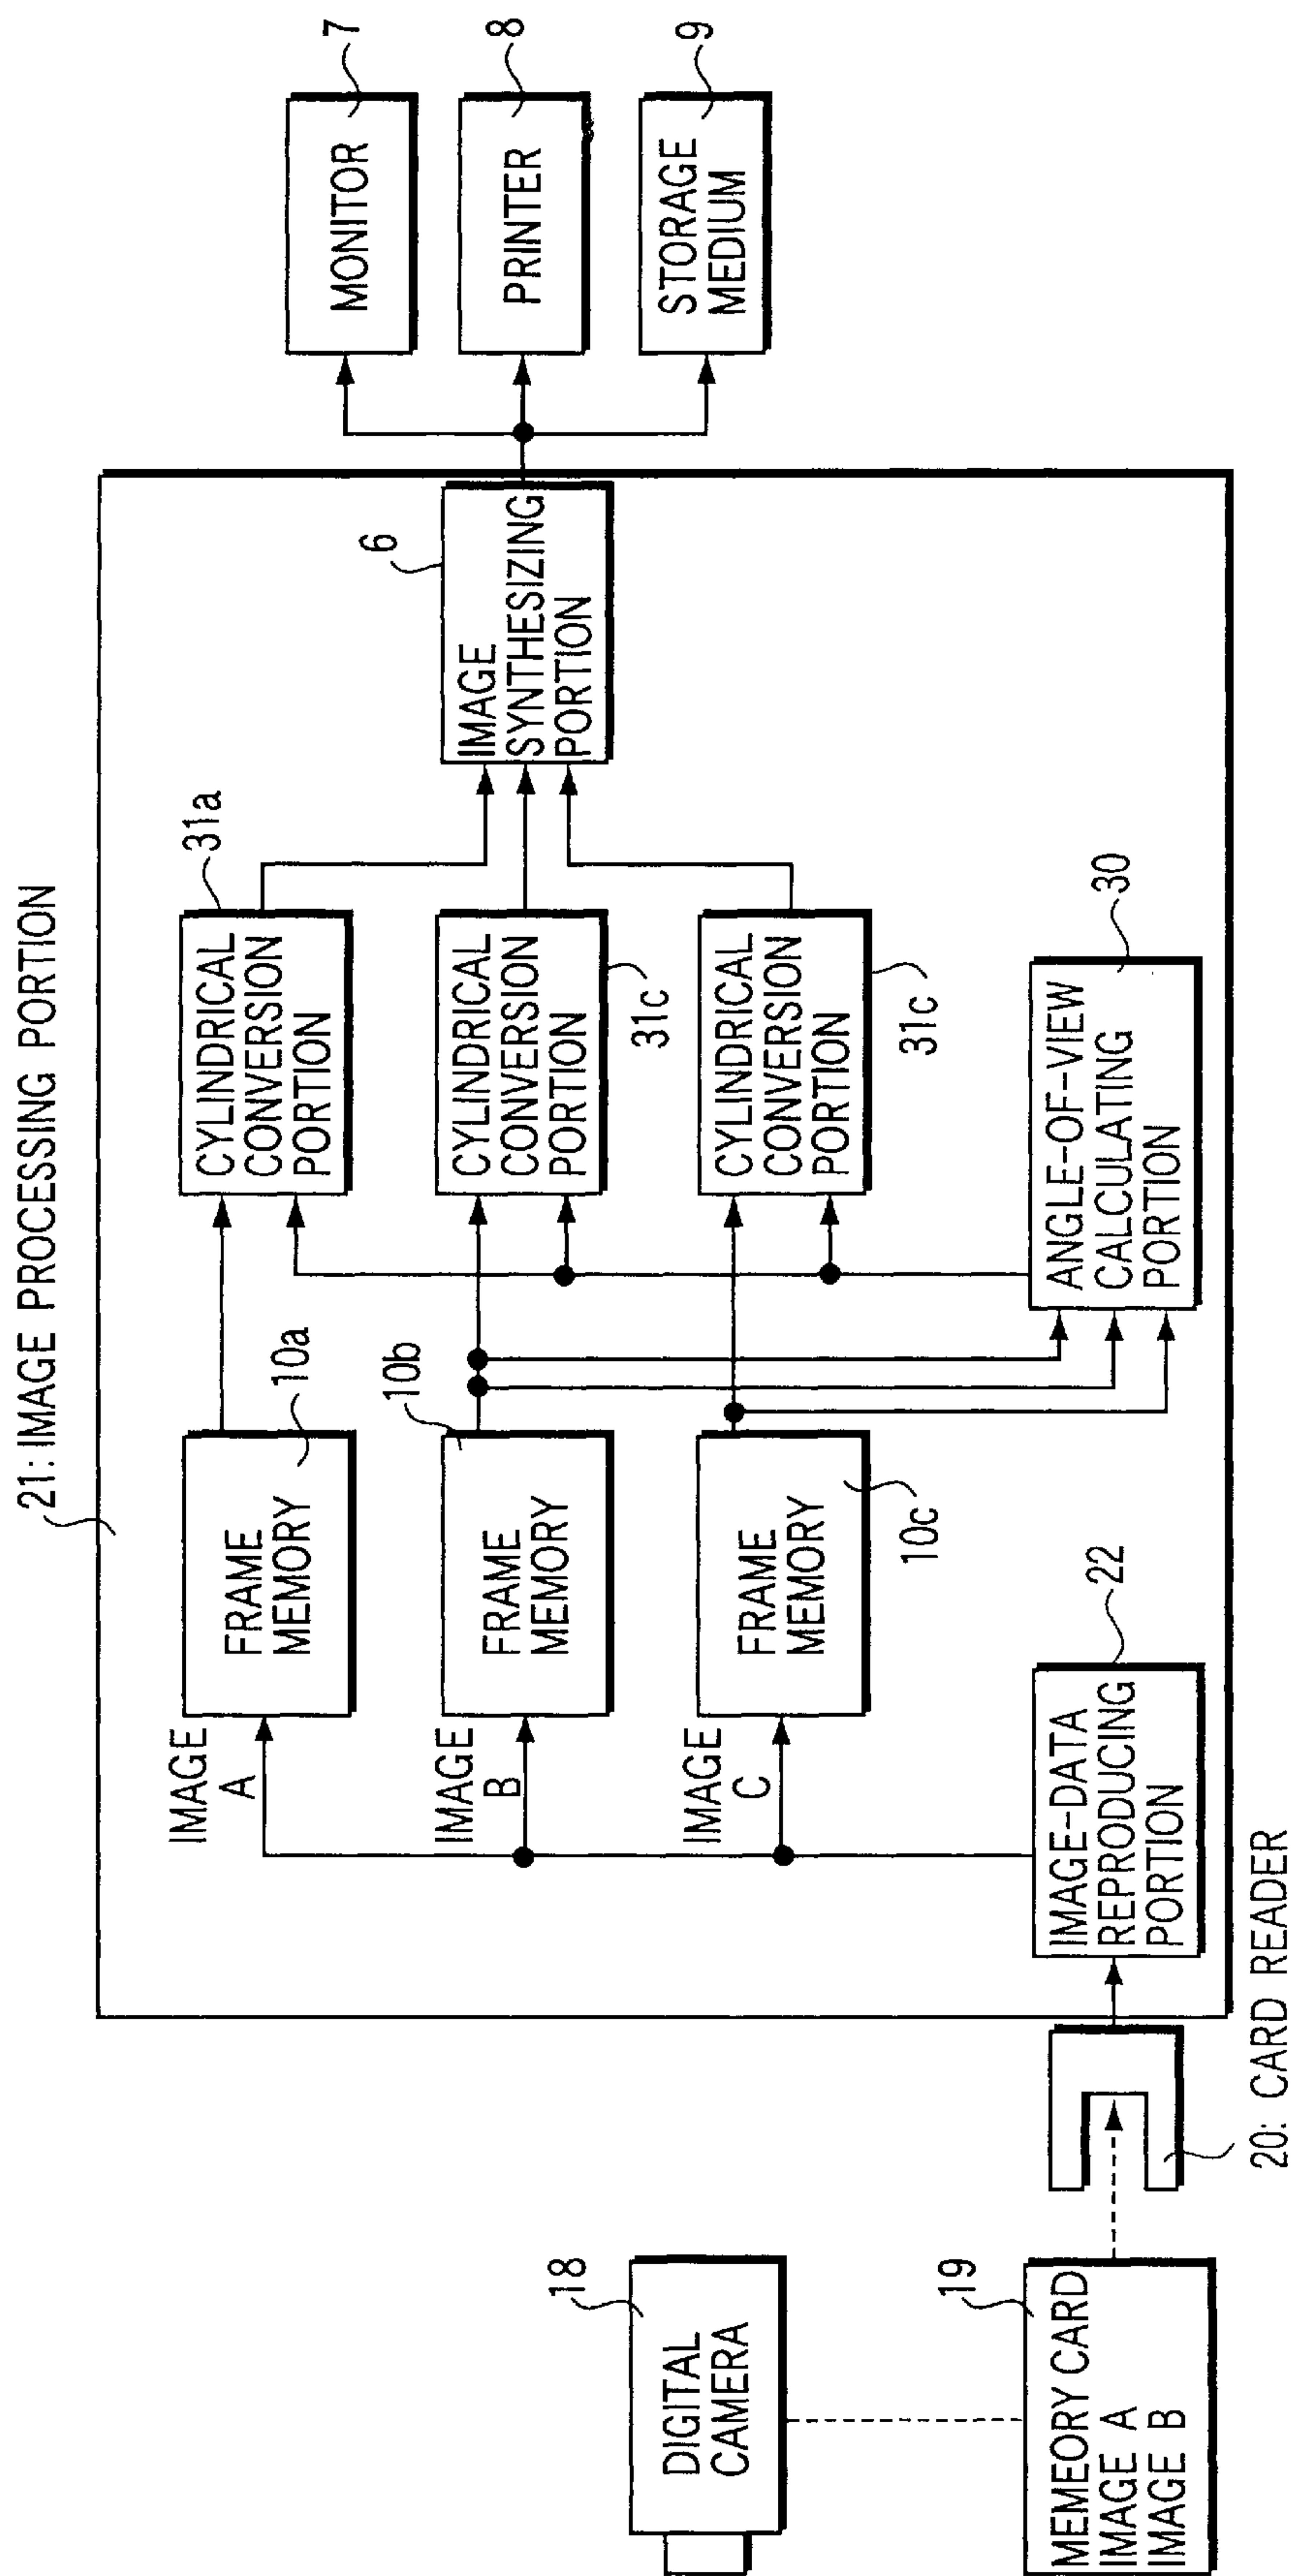 21: IMAGE PROCESSING PORTION
IMAGE
A
FRAME
MEMORY
10a
CYLINDRICAL
CONVERSION
PORTION
31a
IMAGE
B
FRAME
MEMORY
10b
CYLINDRICAL
CONVERSION
PORTION
31c
IMAGE
C
FRAME
MEMORY
10c
CYLINDRICAL
CONVERSION
PORTION
31c
IMAGE
SYNTHESIZING
PORTION
6
MONITOR
7
PRINTER
8
STORAGE
MEDIUM
9
DIGITAL
CAMERA
18
MEMEORY CARD
IMAGE A
IMAGE B
19
20: CARD READER
IMAGE-DATA
REPRODUCING
PORTION
22
ANGLE-OF-VIEW
CALCULATING
PORTION
30